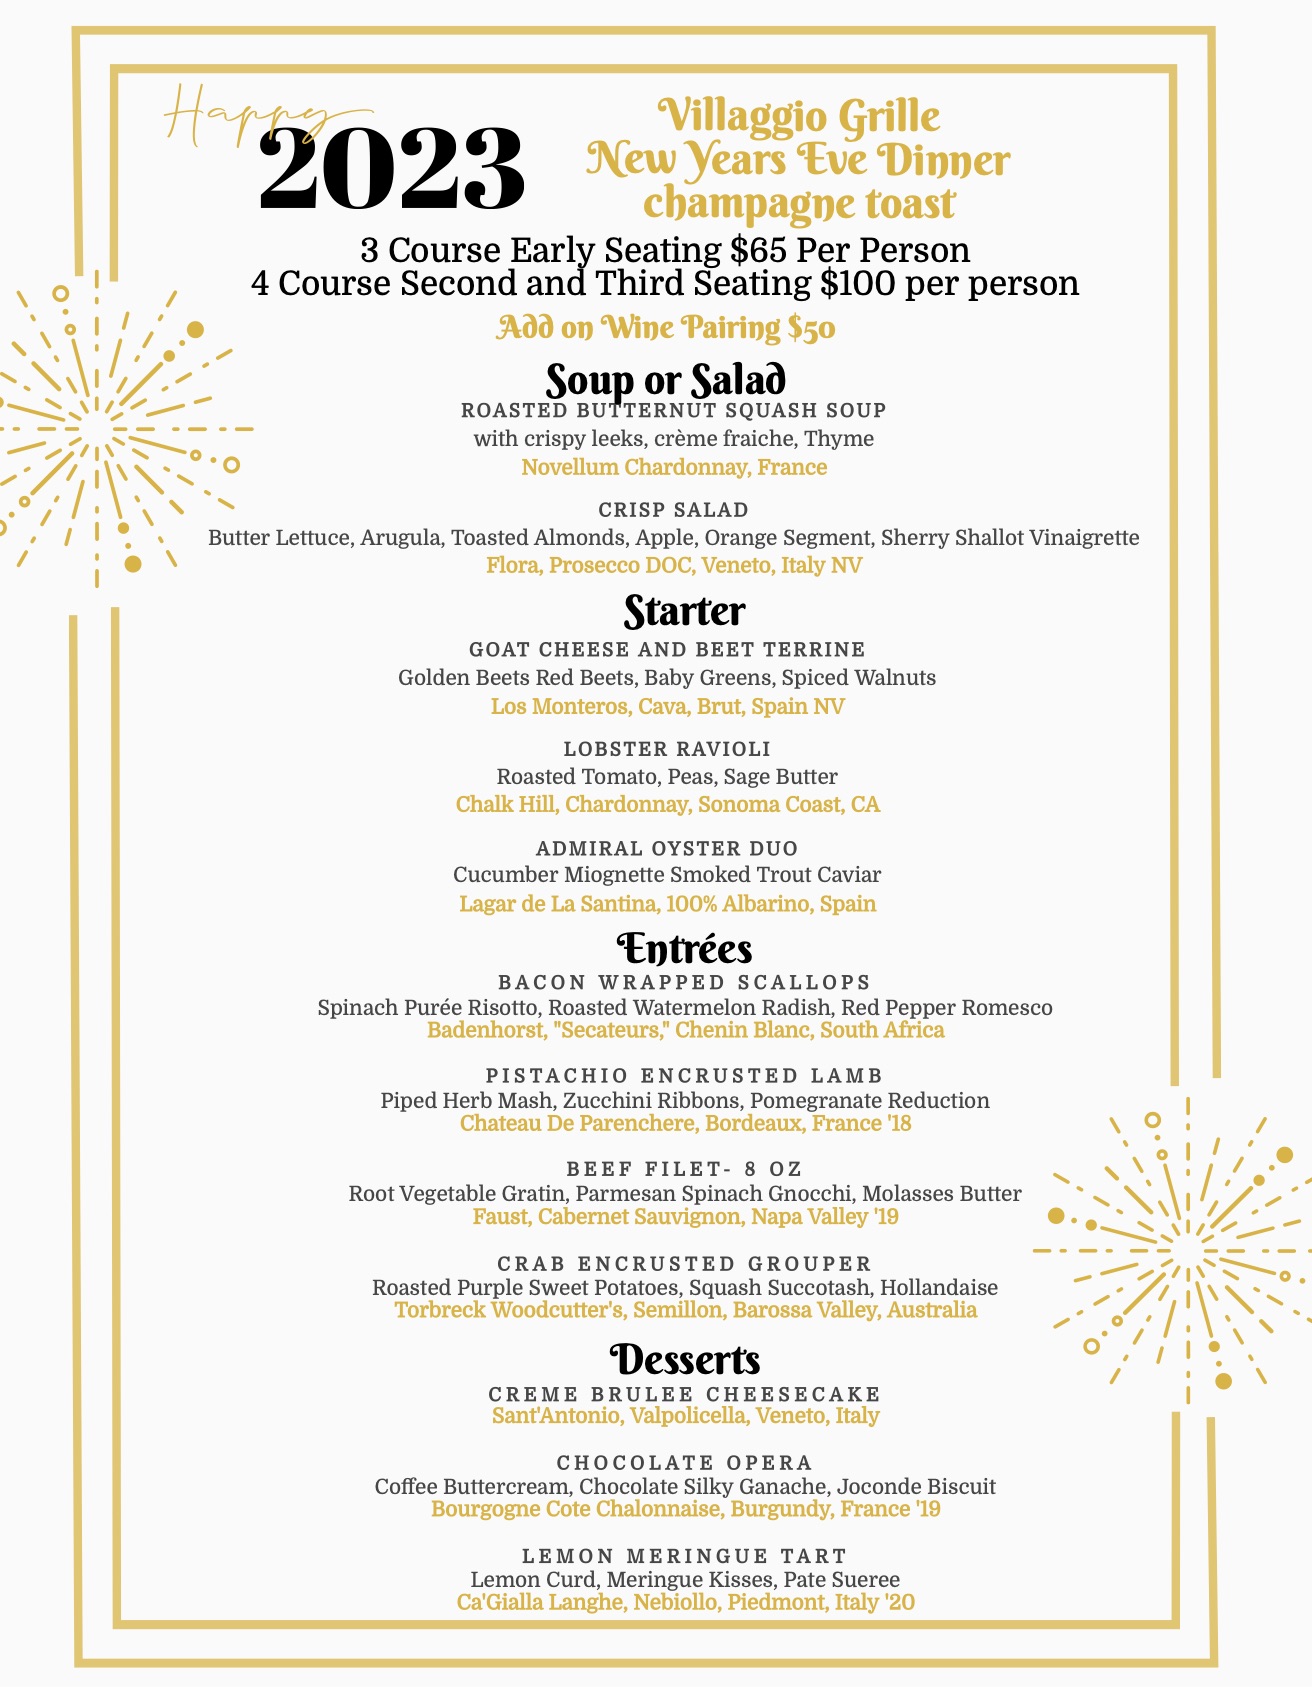 Happy
2023
Villaggio Grille
New Years Eve Dinner
champagne toast
3 Course Early Seating $65 Per Person
4 Course Second and Third Seating $100 per person
Add on Wine Pairing $50
Soup or Salad
ROASTED BUTTERNUT SQUASH SOUP
with crispy leeks, crème fraiche, Thyme
Novellum Chardonnay, France
CRISP SALAD
Butter Lettuce, Arugula, Toasted Almonds, Apple, Orange Segment, Sherry Shallot Vinaigrette
Flora, Prosecco DOC, Veneto, Italy NV
Starter
GOAT CHEESE AND BEET TERRINE
Golden Beets Red Beets, Baby Greens, Spiced Walnuts
Los Monteros, Cava, Brut, Spain NV
LOBSTER RAVIOLI
Roasted Tomato, Peas, Sage Butter
Chalk Hill, Chardonnay, Sonoma Coast, CA
ADMIRAL OYSTER DUO
Cucumber Miognette Smoked Trout Caviar
Lagar de La Santina, 100% Albarino, Spain
Entrées
BACON WRAPPED SCALLOPS
Spinach Purée Risotto, Roasted Watermelon Radish, Red Pepper Romesco
Badenhorst, "Secateurs," Chenin Blanc, South Africa
PISTACHIO ENCRUSTED LAMB
Piped Herb Mash, Zucchini Ribbons, Pomegranate Reduction
Chateau De Parenchere, Bordeaux, France '18
BEEF FILET- 8 OZ
Root Vegetable Gratin, Parmesan Spinach Gnocchi, Molasses Butter
Faust, Cabernet Sauvignon, Napa Valley '19
CRAB ENCRUSTED GROUPER
Roasted Purple Sweet Potatoes, Squash Succotash, Hollandaise
Torbreck Woodcutter's, Semillon, Barossa Valley, Australia
Desserts
CREME BRULEE CHEESECAKE
Sant'Antonio, Valpolicella, Veneto, Italy
CHOCOLATE OPERA
Coffee Buttercream, Chocolate Silky Ganache, Joconde Biscuit
Bourgogne Cote Chalonnaise, Burgundy, France '19
LEMON MERINGUE TART
Lemon Curd, Meringue Kisses, Pate Sueree
Ca'Gialla Langhe, Nebiollo, Piedmont, Italy '20